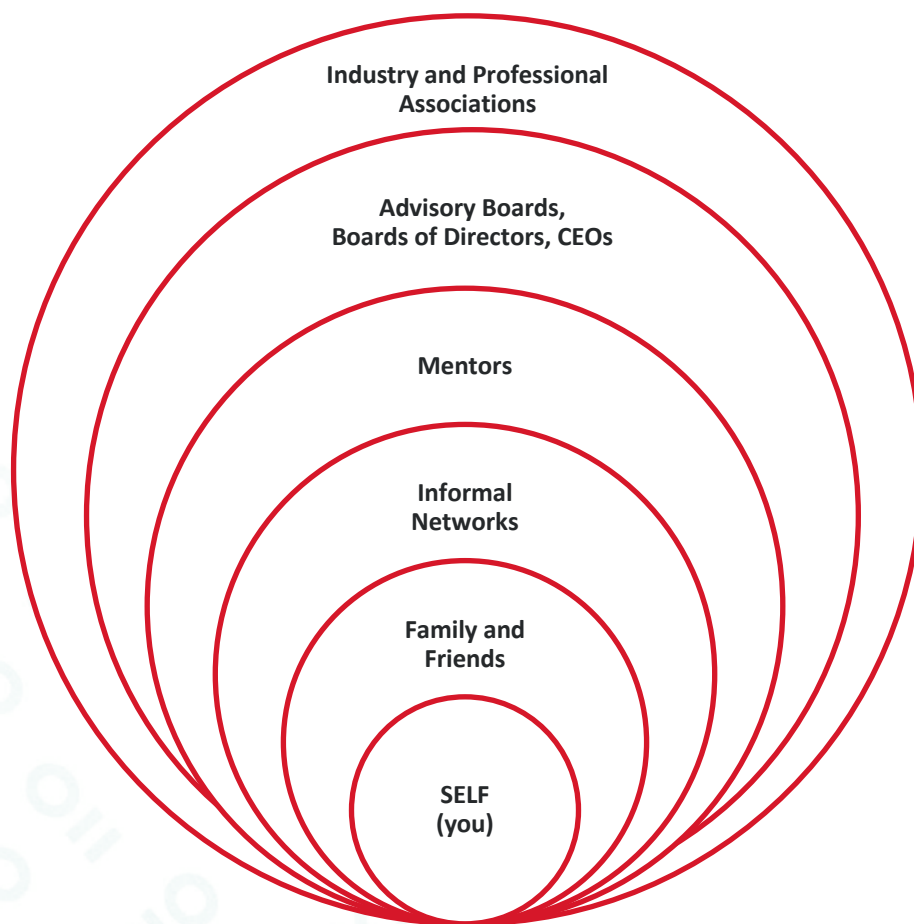 Industry and Professional
Associations
Advisory Boards,
Boards of Directors, CEOs
Mentors
Informal
Networks
Family and
Friends
SELF
(you)